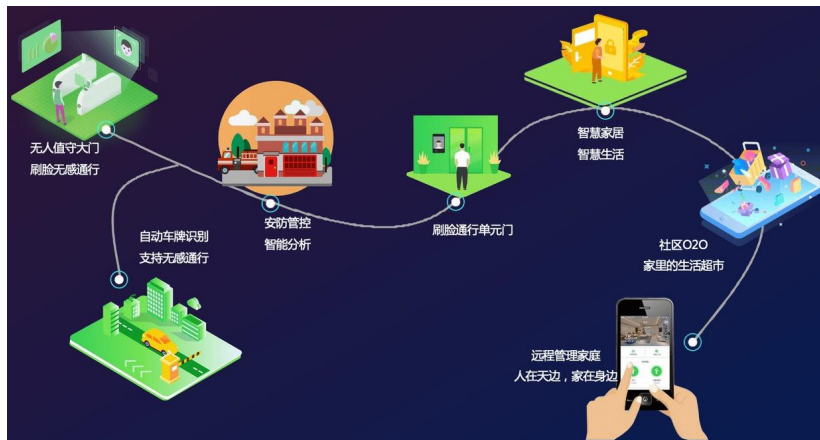 无人值守大门
刷脸无感通行
自动车牌识别
支持无感通行
安防管控
智能分析
刷脸通行单元门
智慧家居
智慧生活
社区O2O
家里的生活超市
远程管理家庭
人在天边，家在身边